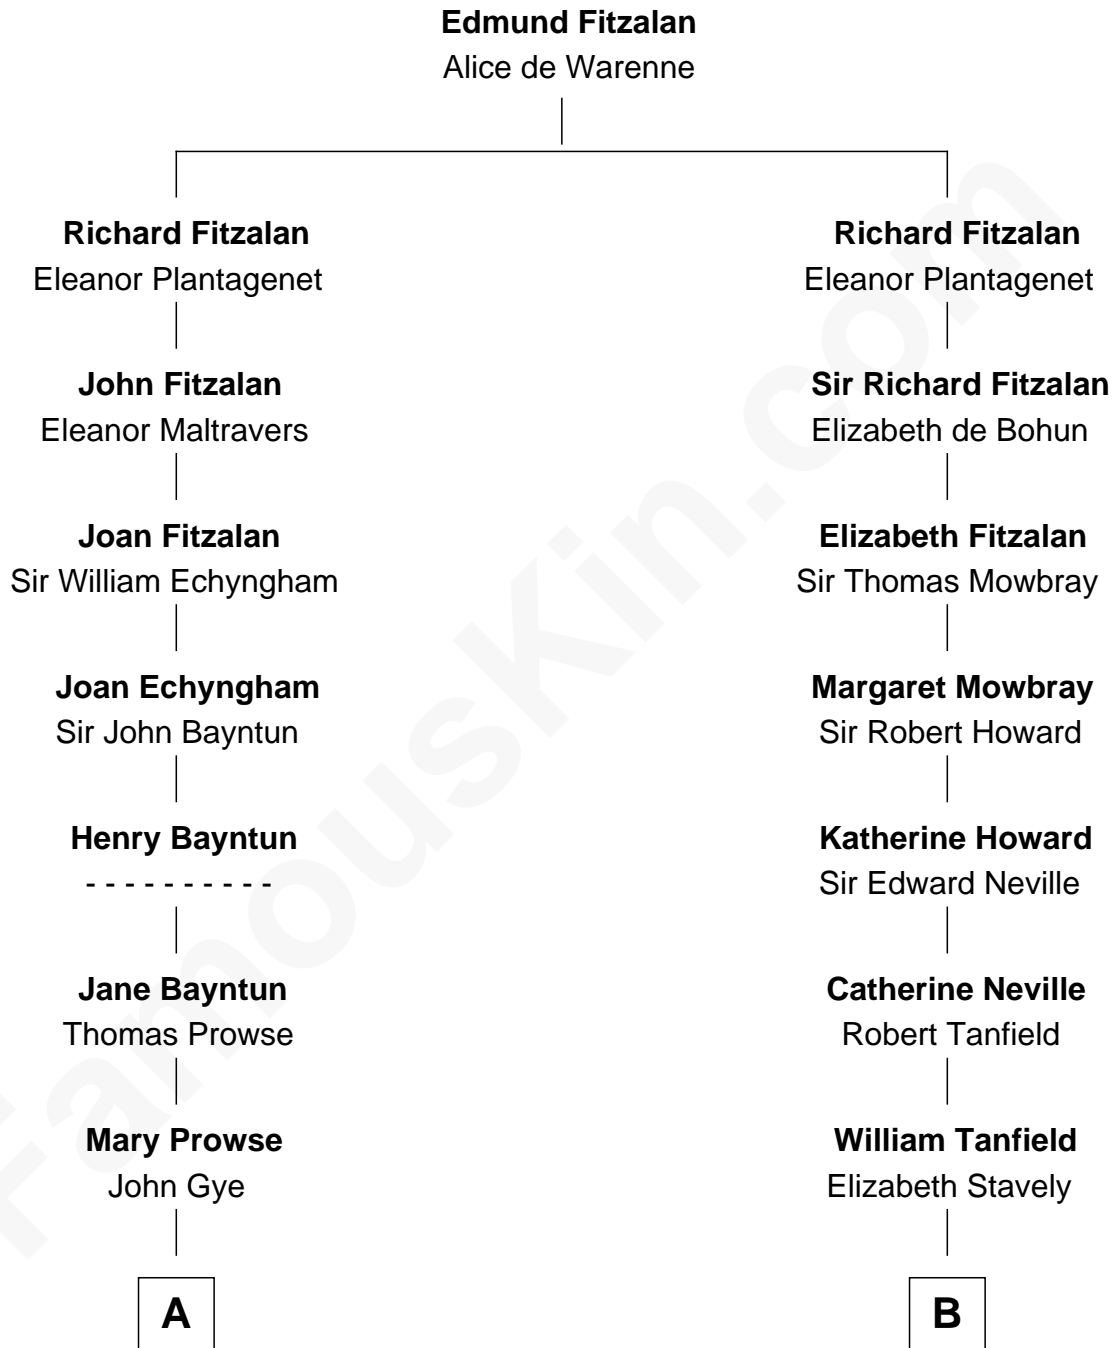 Edmund Fitzalan
Alice de Warenne
Richard Fitzalan
Eleanor Plantagenet
John Fitzalan
Eleanor Maltravers
Joan Fitzalan
Sir William Echyngham
Joan Echyngham
Sir John Bayntun
Henry Bayntun
- - - - - - - - - -
Jane Bayntun
Thomas Prowse
Mary Prowse
John Gye
A
Richard Fitzalan
Eleanor Plantagenet
Sir Richard Fitzalan
Elizabeth de Bohun
Elizabeth Fitzalan
Sir Thomas Mowbray
Margaret Mowbray
Sir Robert Howard
Katherine Howard
Sir Edward Neville
Catherine Neville
Robert Tanfield
William Tanfield
Elizabeth Stavely
B
FamousKin.com